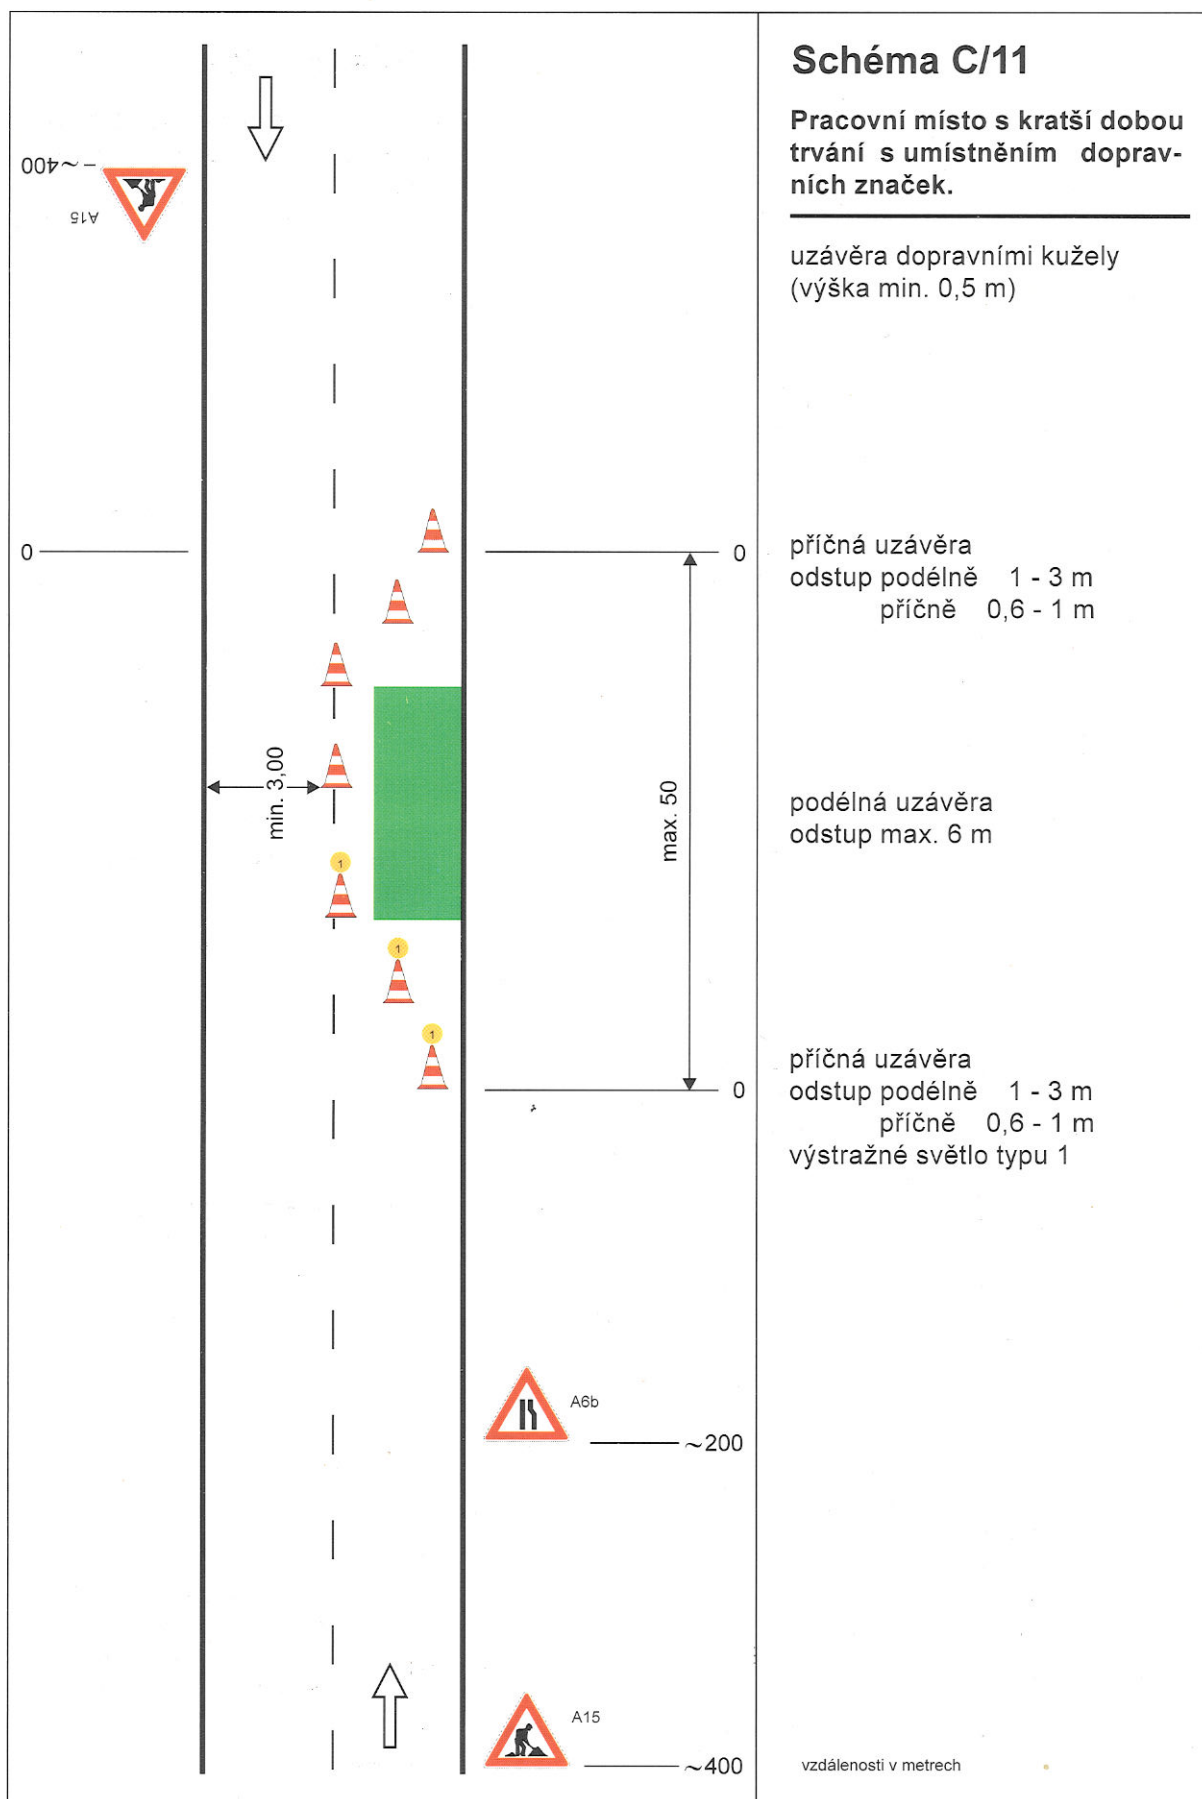 Schéma C/11
Pracovní místo s kratší dobou
trvání s umístněním doprav-
ních značek.
uzávěra dopravními kužely
(výška min. 0,5 m)
~400
A15
0
0
příčná uzávěra
odstup podélně 1 - 3 m
příčně 0,6 - 1 m
min. 3,00
max. 50
podélná uzávěra
odstup max. 6 m
1
1
1
0
příčná uzávěra
odstup podélně 1 - 3 m
příčně 0,6 - 1 m
výstražné světlo typu 1
A6b
~200
A15
~400
vzdálenosti v metrech